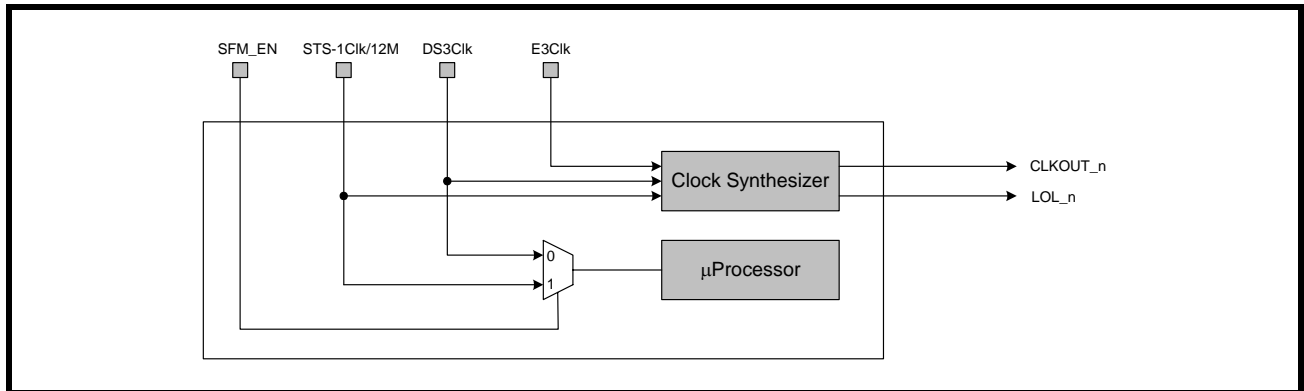 SFM_EN STS-1Clk/12M DS3Clk E3Clk
Clock Synthesizer
CLKOUT_n
LOL_n
0
1
μProcessor